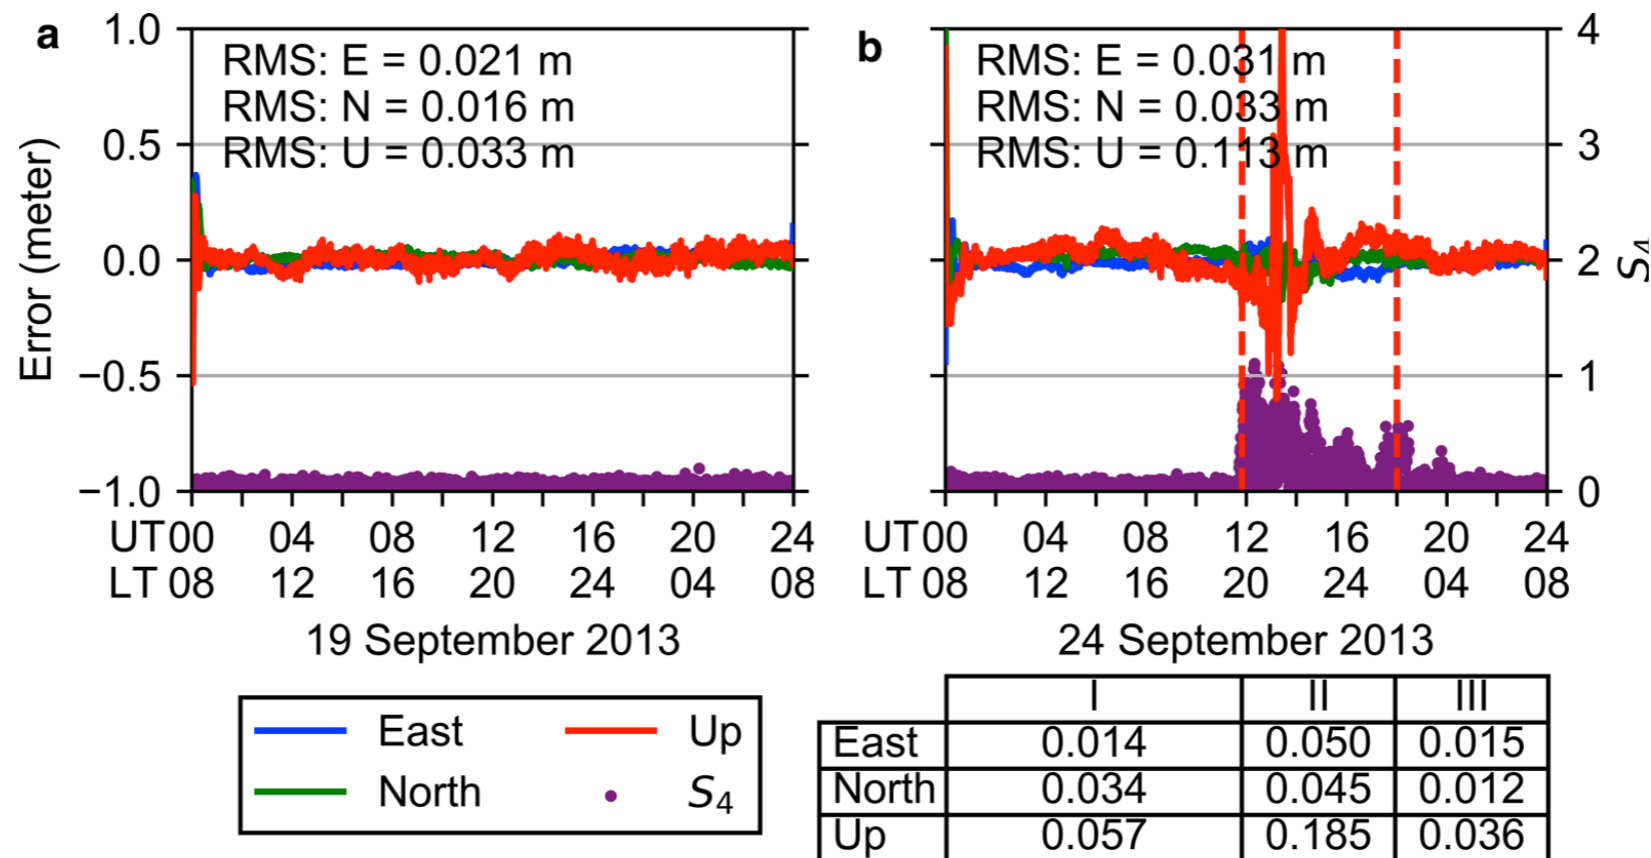 a
1.0
0.5
0.0
−0.5
−1.0
Error (meter)
RMS: E = 0.021 m
RMS: N = 0.016 m
RMS: U = 0.033 m
UT 00 04 08 12 16 20 24
LT 08 12 16 20 24 04 08
19 September 2013
b
RMS: E = 0.031 m
RMS: N = 0.033 m
RMS: U = 0.113 m
4
3
2
1
0
S4
UT 00 04 08 12 16 20 24
LT 08 12 16 20 24 04 08
24 September 2013
East Up
North S4
I II III
East 0.014 0.050 0.015
North 0.034 0.045 0.012
Up 0.057 0.185 0.036